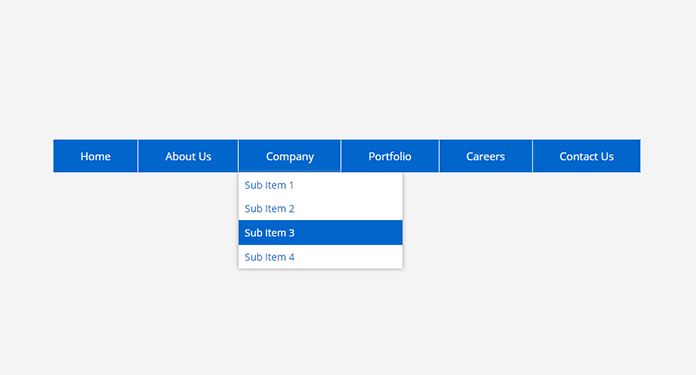 Home About Us Company Portfolio Careers Contact Us
Sub Item 1
Sub Item 2
Sub Item 3
Sub Item 4